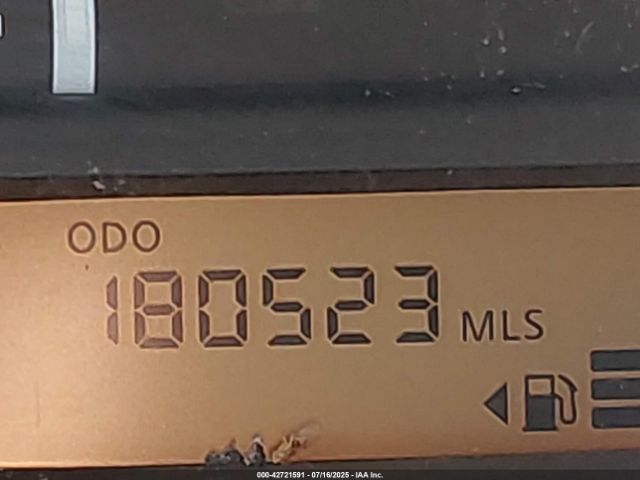 ODO
180523 MLS
000-42721591 - 07/16/2025 - IAA Inc.